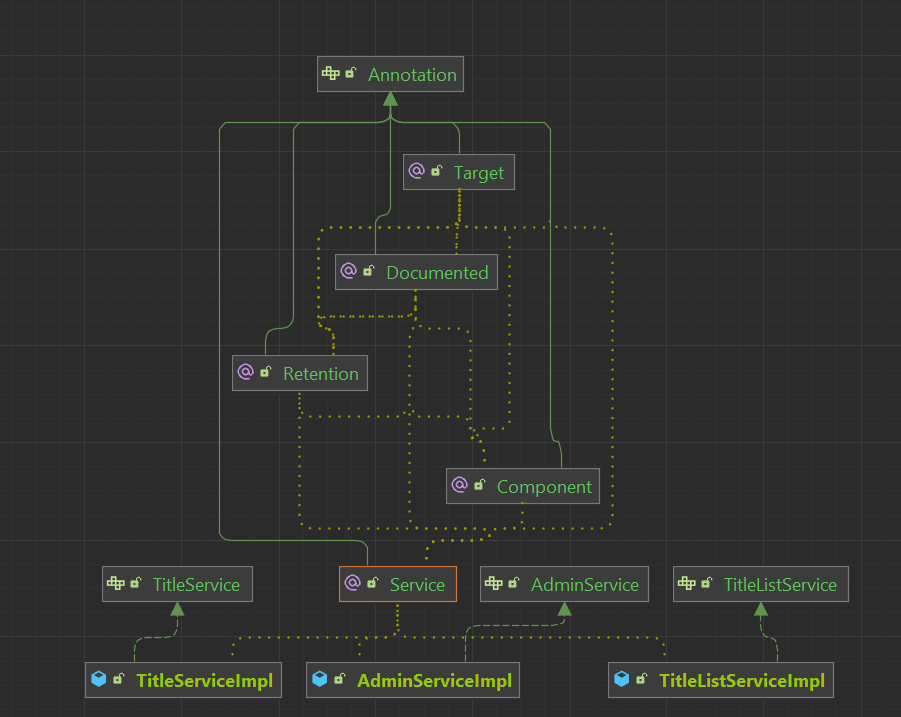 Annotation
Target
Documented
Retention
Component
TitleService
Service
AdminService
TitleListService
TitleServiceImpl
AdminServiceImpl
TitleListServiceImpl